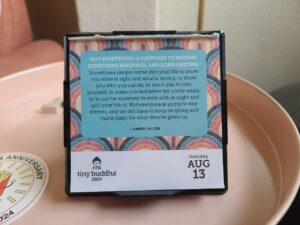 NOT EVERYTHING IS SUPPOSED TO BECOME
SOMETHING BEAUTIFUL AND LONG-LASTING.
Sometimes people come into your life to show
you what is right and what is wrong, to show
you who you can be, to teach you to love
yourself, to make you feel better for a little while,
or to just be someone to walk with at night and
spill your life to. Not everyone is going to stay
forever, and we still have to keep on going and
thank them for what they've given us.
- EMERY ALLEN
tiny buddha
2024
tuesday
AUG
13
ANNIVERSARY
2024